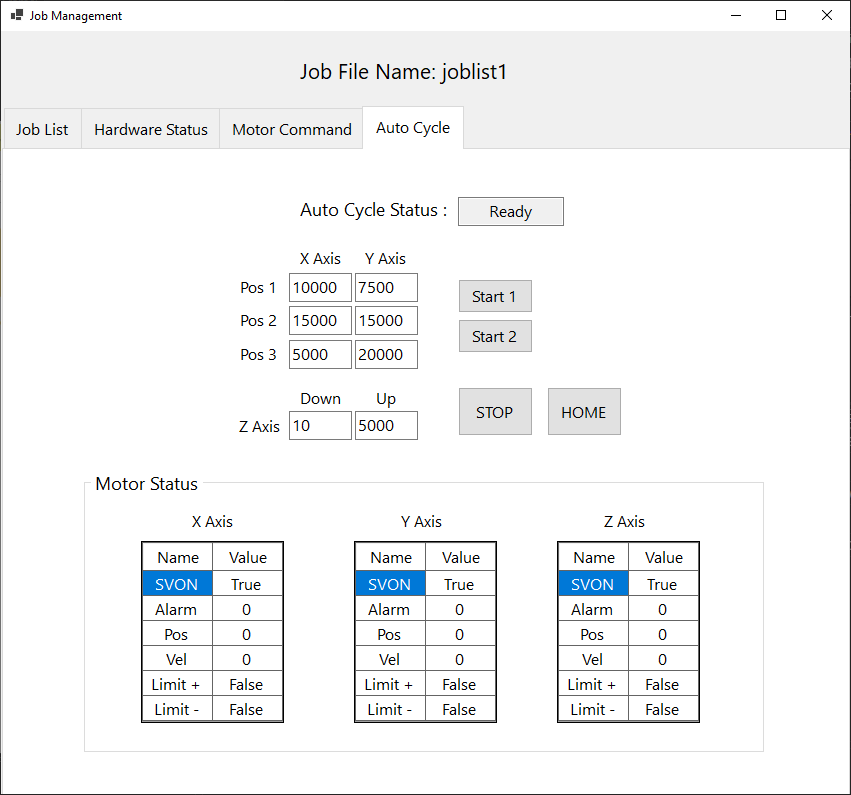 Job Management
Job File Name: joblist1
Job List Hardware Status Motor Command Auto Cycle
Auto Cycle Status : Ready
X Axis Y Axis
Pos 1 10000 7500
Start 1
Pos 2 15000 15000
Start 2
Pos 3 5000 20000
Down Up
STOP HOME
Z Axis 10 5000
Motor Status
X Axis Y Axis Z Axis
Name Value Name Value Name Value
SVON True SVON True SVON True
Alarm 0 Alarm 0 Alarm 0
Pos 0 Pos 0 Pos 0
Vel 0 Vel 0 Vel 0
Limit + False Limit + False Limit + False
Limit - False Limit - False Limit - False